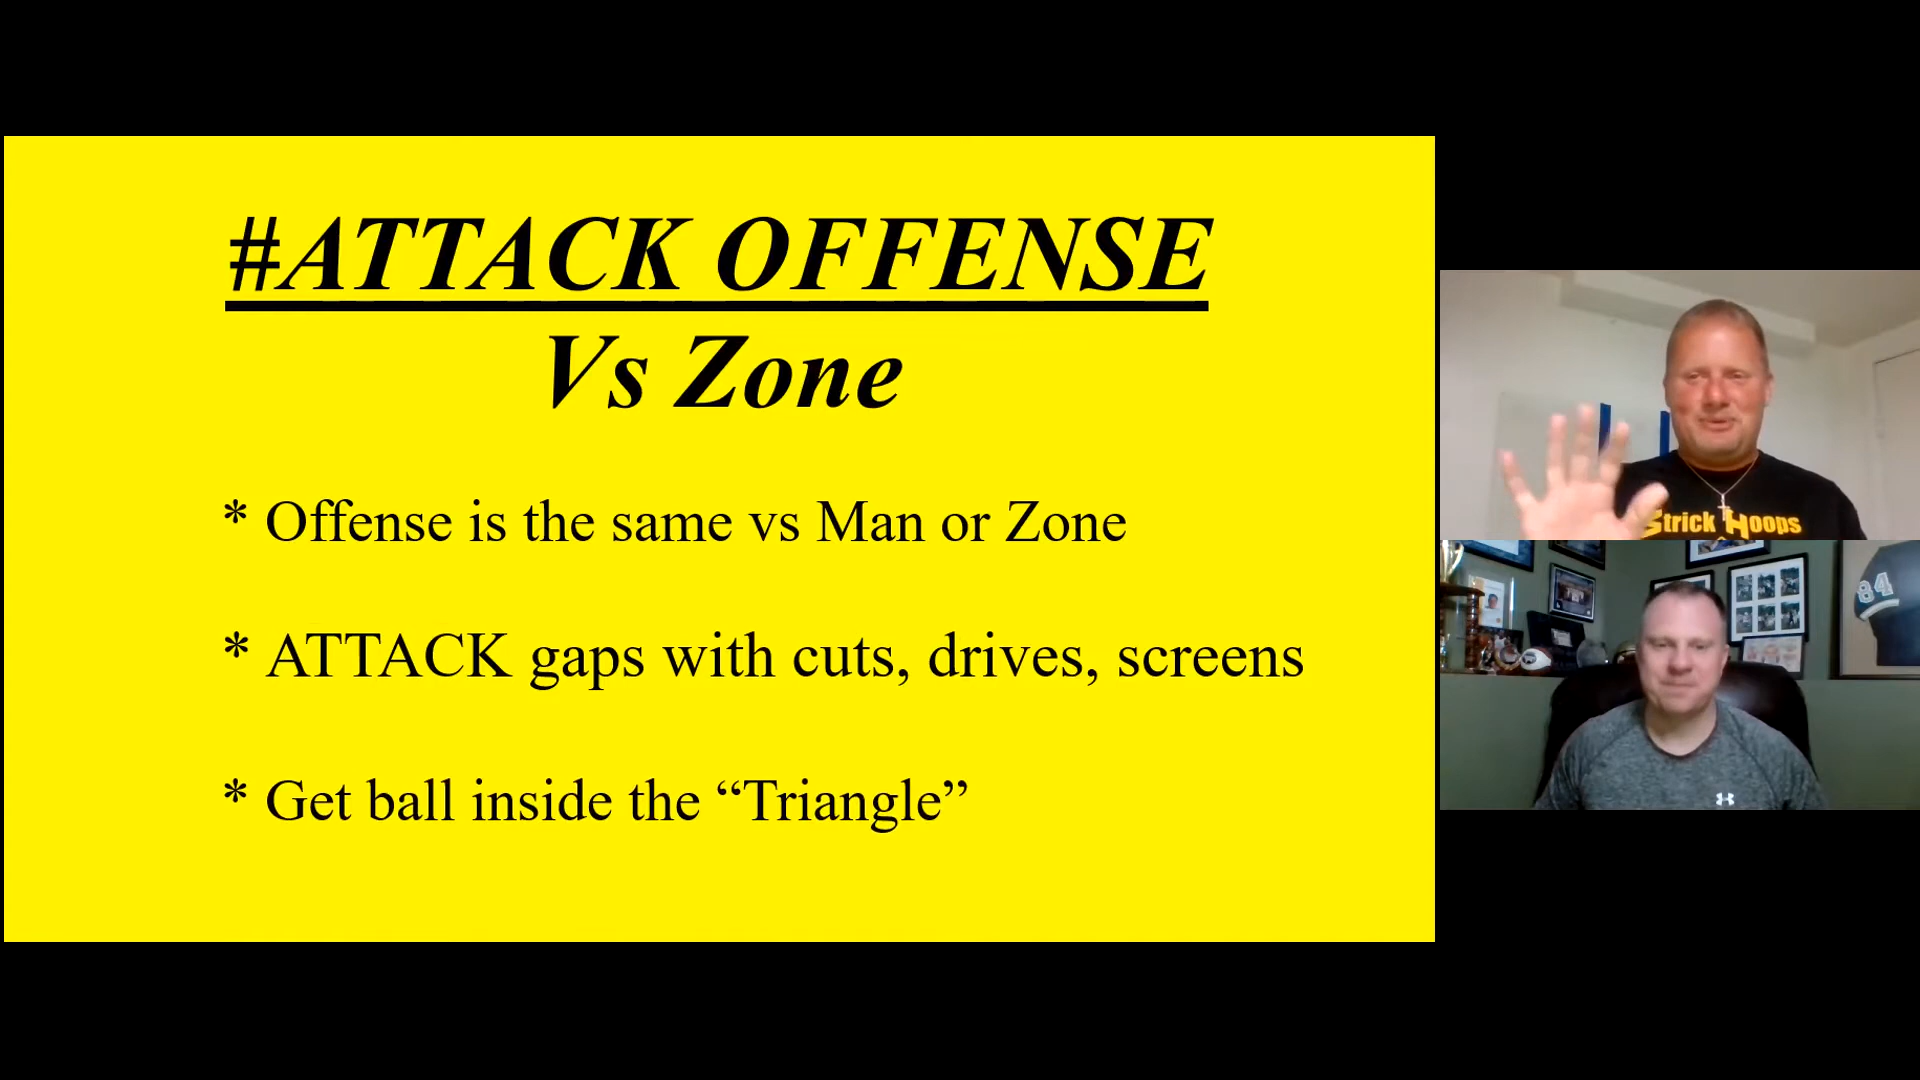 #ATTACK OFFENSE
Vs Zone
* Offense is the same vs Man or Zone
* ATTACK gaps with cuts, drives, screens
* Get ball inside the “Triangle”
Strick Hoops
84